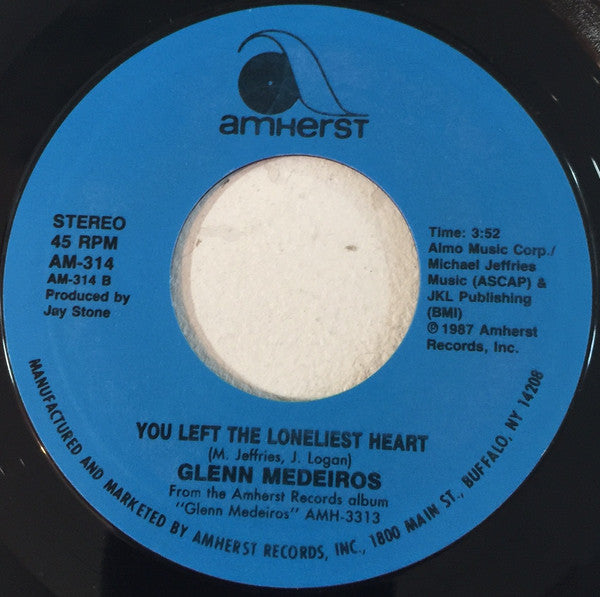 amherst
STEREO
45 RPM
AM-314
AM-314 B
Produced by
Jay Stone
Time: 3:52
Almo Music Corp./
Michael Jeffries
Music (ASCAP) &
JKL Publishing
(BMI)
℗©1987 Amherst
Records, Inc.
YOU LEFT THE LONELIEST HEART
(M. Jeffries, J. Logan)
GLENN MEDEIROS
From the Amherst Records album
"Glenn Medeiros" AMH-3313
MANUFACTURED AND MARKETED BY AMHERST RECORDS, INC., 1800 MAIN ST., BUFFALO, NY 14208